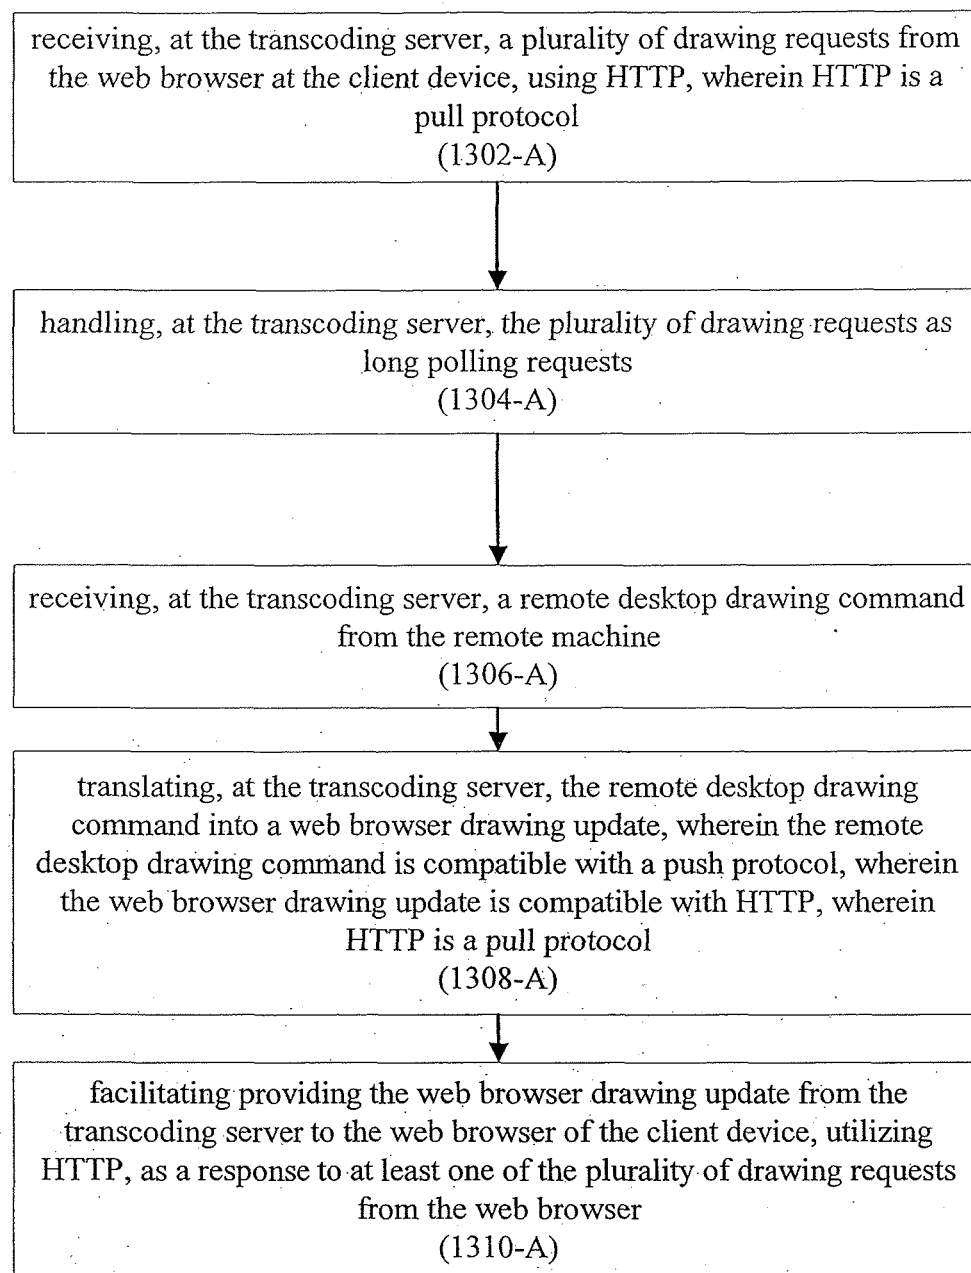 receiving, at the transcoding server, a plurality of drawing requests from
the web browser at the client device, using HTTP, wherein HTTP is a
pull protocol
(1302-A)
handling, at the transcoding server, the plurality of drawing requests as
long polling requests
(1304-A)
receiving, at the transcoding server, a remote desktop drawing command
from the remote machine
(1306-A)
translating, at the transcoding server, the remote desktop drawing
command into a web browser drawing update, wherein the remote
desktop drawing command is compatible with a push protocol, wherein
the web browser drawing update is compatible with HTTP, wherein
HTTP is a pull protocol
(1308-A)
facilitating providing the web browser drawing update from the
transcoding server to the web browser of the client device, utilizing
HTTP, as a response to at least one of the plurality of drawing requests
from the web browser
(1310-A)